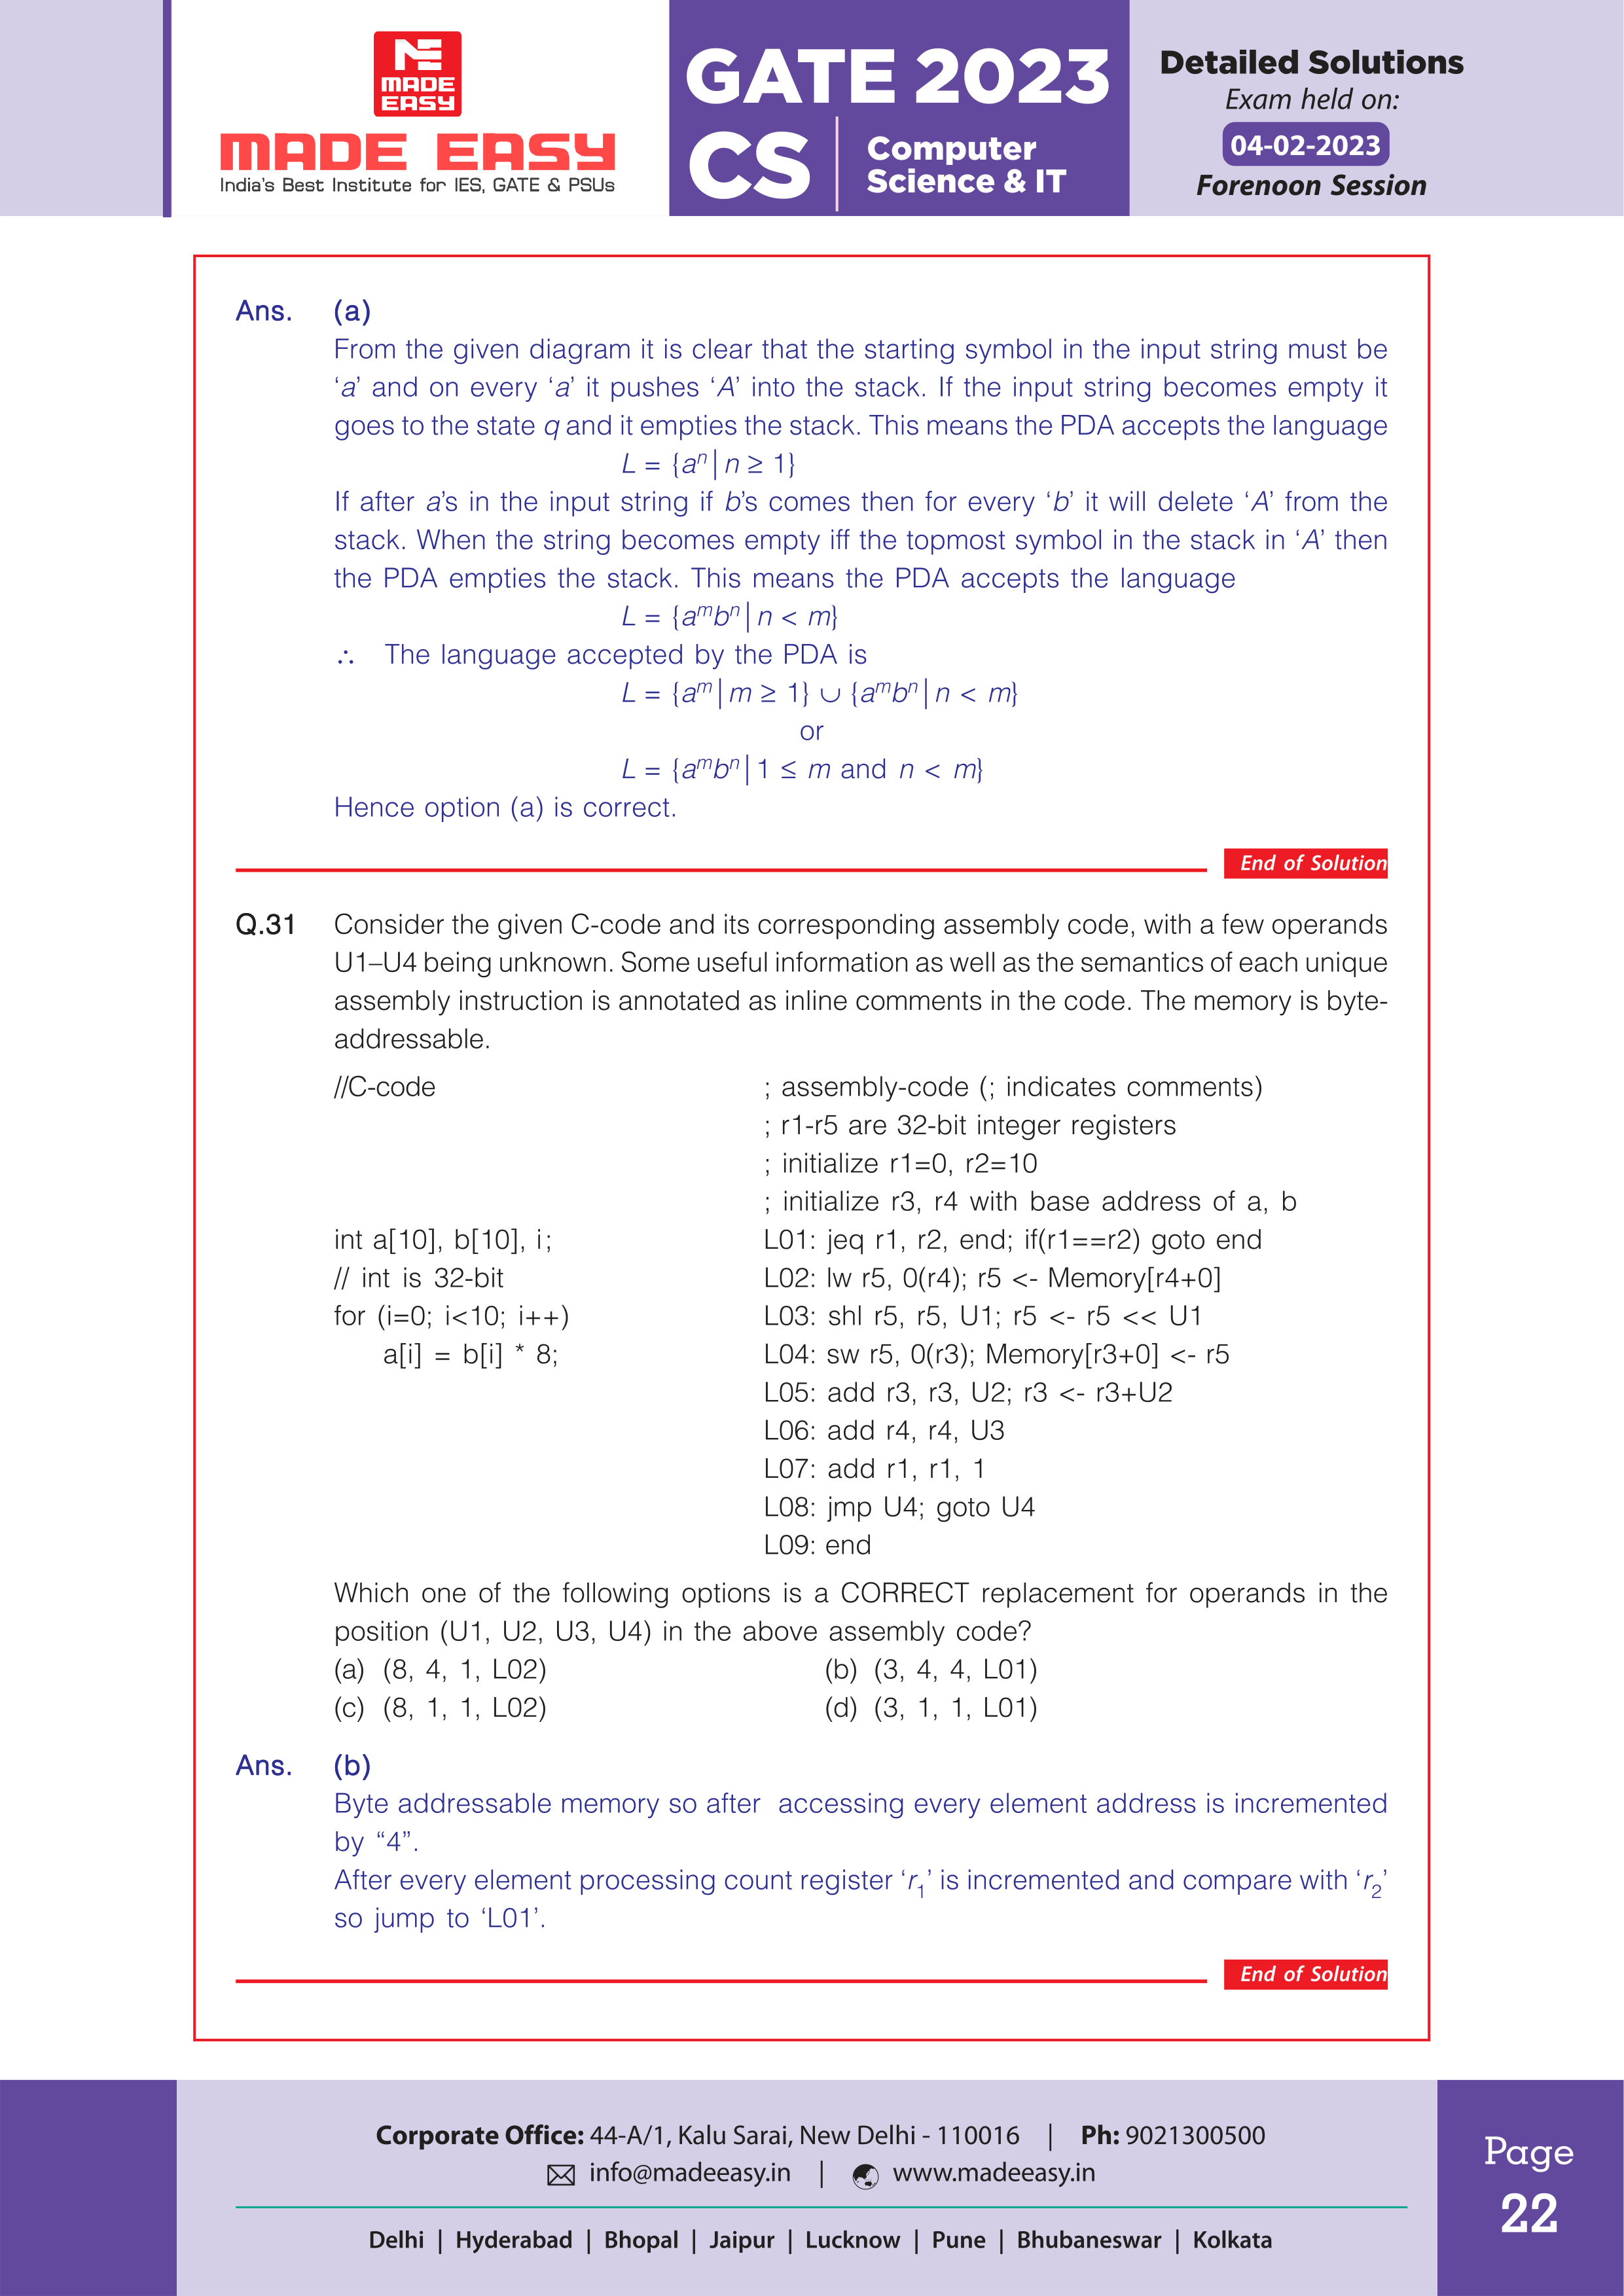 MADE
EASY
MADE EASY
India's Best Institute for IES, GATE & PSUs
GATE 2023
CS
Computer
Science & IT
Detailed Solutions
Exam held on:
04-02-2023
Forenoon Session
Ans. (a)
From the given diagram it is clear that the starting symbol in the input string must be
‘a’ and on every ‘a’ it pushes ‘A’ into the stack. If the input string becomes empty it
goes to the state q and it empties the stack. This means the PDA accepts the language
L = {aⁿ | n ≥ 1}
If after a’s in the input string if b’s comes then for every ‘b’ it will delete ‘A’ from the
stack. When the string becomes empty iff the topmost symbol in the stack in ‘A’ then
the PDA empties the stack. This means the PDA accepts the language
L = {aᵐbⁿ | n < m}
∴ The language accepted by the PDA is
L = {aᵐ | m ≥ 1} ∪ {aᵐbⁿ | n < m}
or
L = {aᵐbⁿ | 1 ≤ m and n < m}
Hence option (a) is correct.
End of Solution
Q.31 Consider the given C-code and its corresponding assembly code, with a few operands
U1–U4 being unknown. Some useful information as well as the semantics of each unique
assembly instruction is annotated as inline comments in the code. The memory is byte-
addressable.
//C-code ; assembly-code (; indicates comments)
; r1-r5 are 32-bit integer registers
; initialize r1=0, r2=10
; initialize r3, r4 with base address of a, b
int a[10], b[10], i; L01: jeq r1, r2, end; if(r1==r2) goto end
// int is 32-bit L02: lw r5, 0(r4); r5 <- Memory[r4+0]
for (i=0; i<10; i++) L03: shl r5, r5, U1; r5 <- r5 << U1
a[i] = b[i] * 8; L04: sw r5, 0(r3); Memory[r3+0] <- r5
L05: add r3, r3, U2; r3 <- r3+U2
L06: add r4, r4, U3
L07: add r1, r1, 1
L08: jmp U4; goto U4
L09: end
Which one of the following options is a CORRECT replacement for operands in the
position (U1, U2, U3, U4) in the above assembly code?
(a) (8, 4, 1, L02) (b) (3, 4, 4, L01)
(c) (8, 1, 1, L02) (d) (3, 1, 1, L01)
Ans. (b)
Byte addressable memory so after accessing every element address is incremented
by “4”.
After every element processing count register ‘r₁’ is incremented and compare with ‘r₂’
so jump to ‘L01’.
End of Solution
Corporate Office: 44-A/1, Kalu Sarai, New Delhi - 110016 | Ph: 9021300500
info@madeeasy.in | www.madeeasy.in
Delhi | Hyderabad | Bhopal | Jaipur | Lucknow | Pune | Bhubaneswar | Kolkata
Page
22